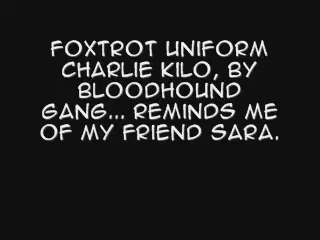 FOXTROT UNIFORM
CHARLIE KILO, BY
BLOODHOUND
GANG... REMINDS ME
OF MY FRIEND SARA.